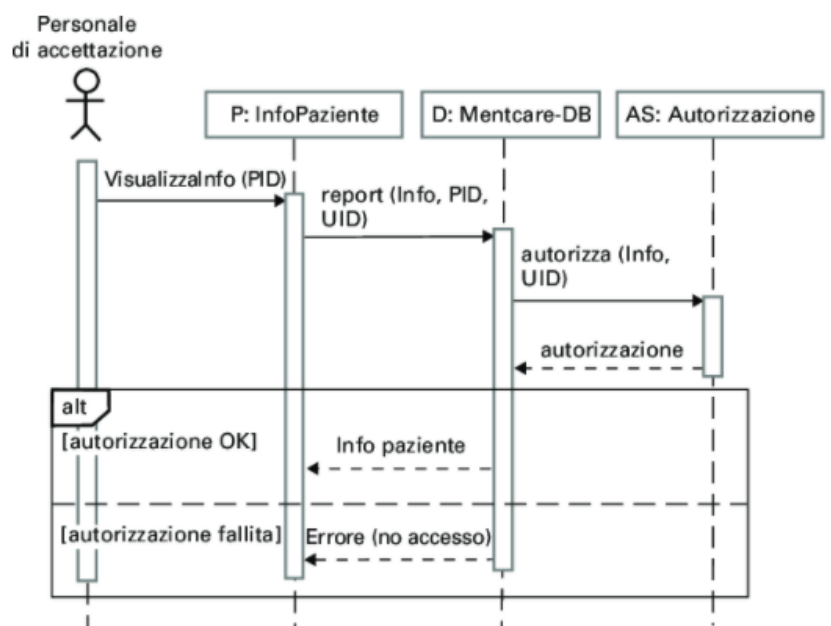 Personale
di accettazione
P: InfoPaziente
D: Mentcare-DB
AS: Autorizzazione
VisualizzaInfo (PID)
report (Info, PID,
UID)
autorizza (Info,
UID)
autorizzazione
alt
[autorizzazione OK]
Info paziente
[autorizzazione fallita]
Errore (no accesso)